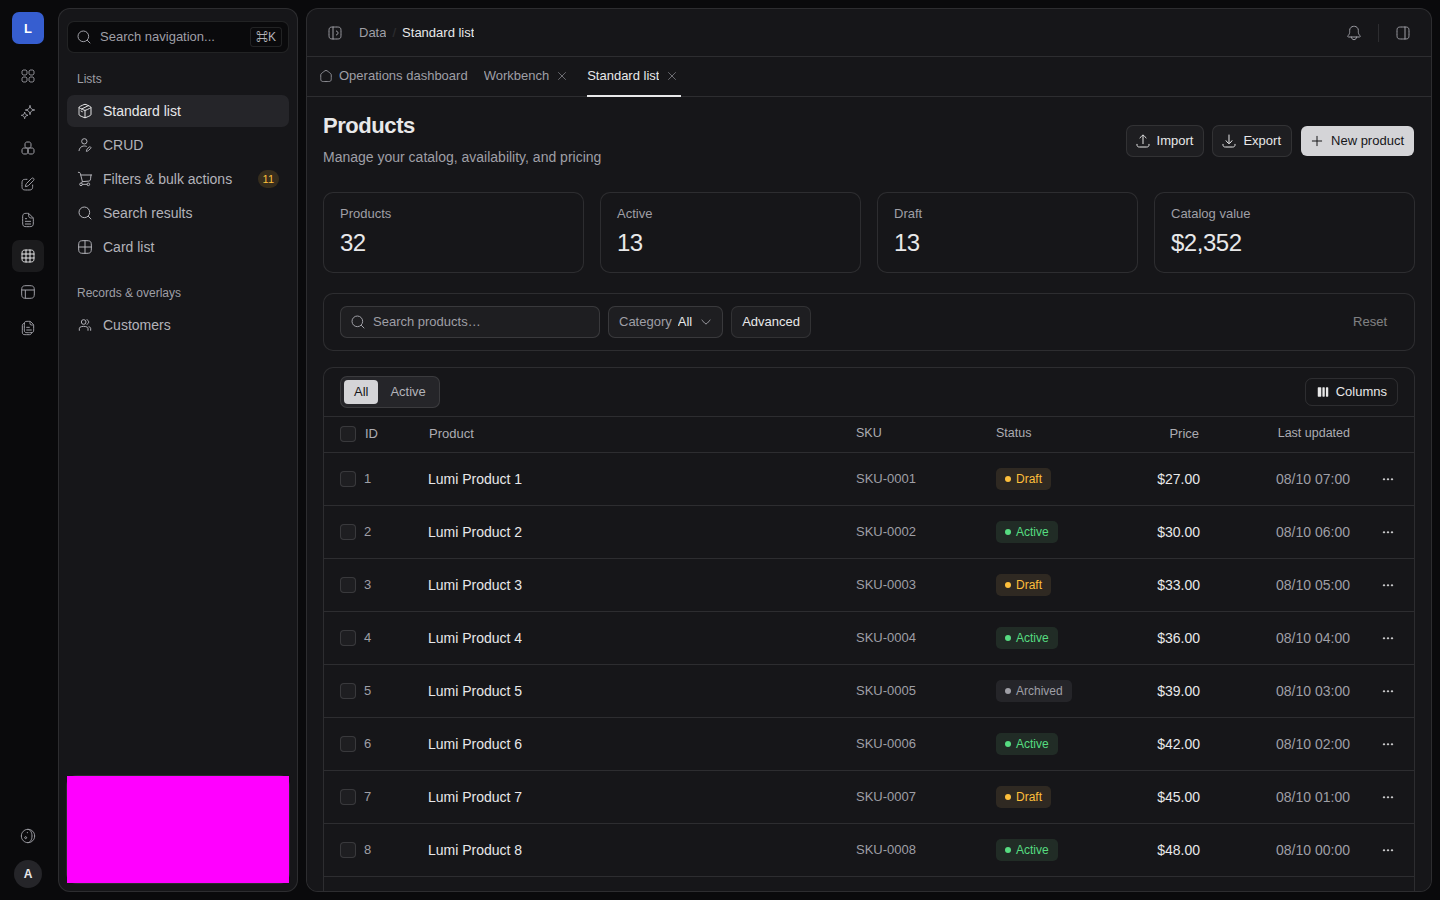 L
Search navigation...
⌘K
Lists
Standard list
CRUD
Filters & bulk actions
11
Search results
Card list
Records & overlays
Customers
A
Data / Standard list
Operations dashboard
Workbench
Standard list
Products
Manage your catalog, availability, and pricing
Import
Export
New product
Products
32
Active
13
Draft
13
Catalog value
$2,352
Search products…
Category All
Advanced
Reset
All
Active
Columns
ID Product SKU Status Price Last updated
1 Lumi Product 1 SKU-0001 Draft $27.00 08/10 07:00
2 Lumi Product 2 SKU-0002 Active $30.00 08/10 06:00
3 Lumi Product 3 SKU-0003 Draft $33.00 08/10 05:00
4 Lumi Product 4 SKU-0004 Active $36.00 08/10 04:00
5 Lumi Product 5 SKU-0005 Archived $39.00 08/10 03:00
6 Lumi Product 6 SKU-0006 Active $42.00 08/10 02:00
7 Lumi Product 7 SKU-0007 Draft $45.00 08/10 01:00
8 Lumi Product 8 SKU-0008 Active $48.00 08/10 00:00